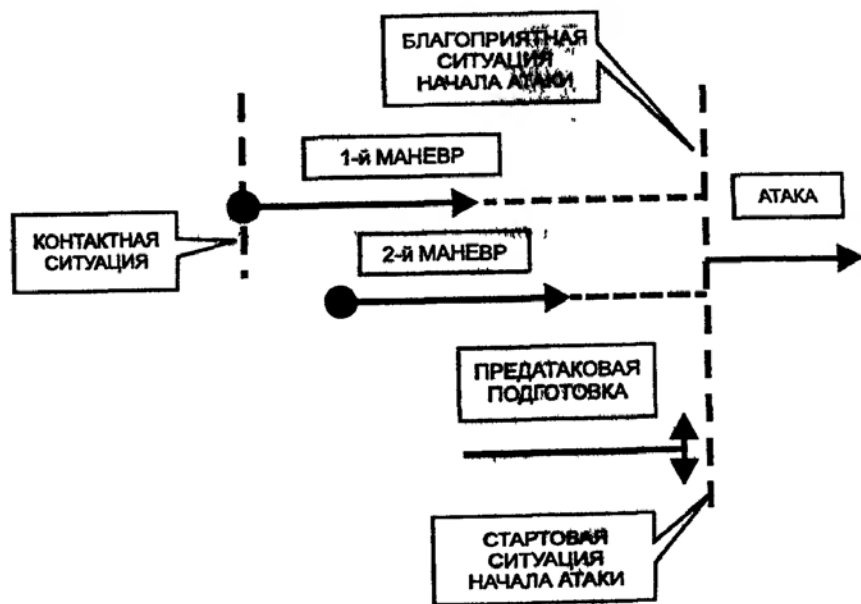 БЛАГОПРИЯТНАЯ
СИТУАЦИЯ
НАЧАЛА АТАКИ
1-й МАНЕВР
АТАКА
КОНТАКТНАЯ
СИТУАЦИЯ
2-й МАНЕВР
ПРЕДАТАКОВАЯ
ПОДГОТОВКА
СТАРТОВАЯ
СИТУАЦИЯ
НАЧАЛА АТАКИ